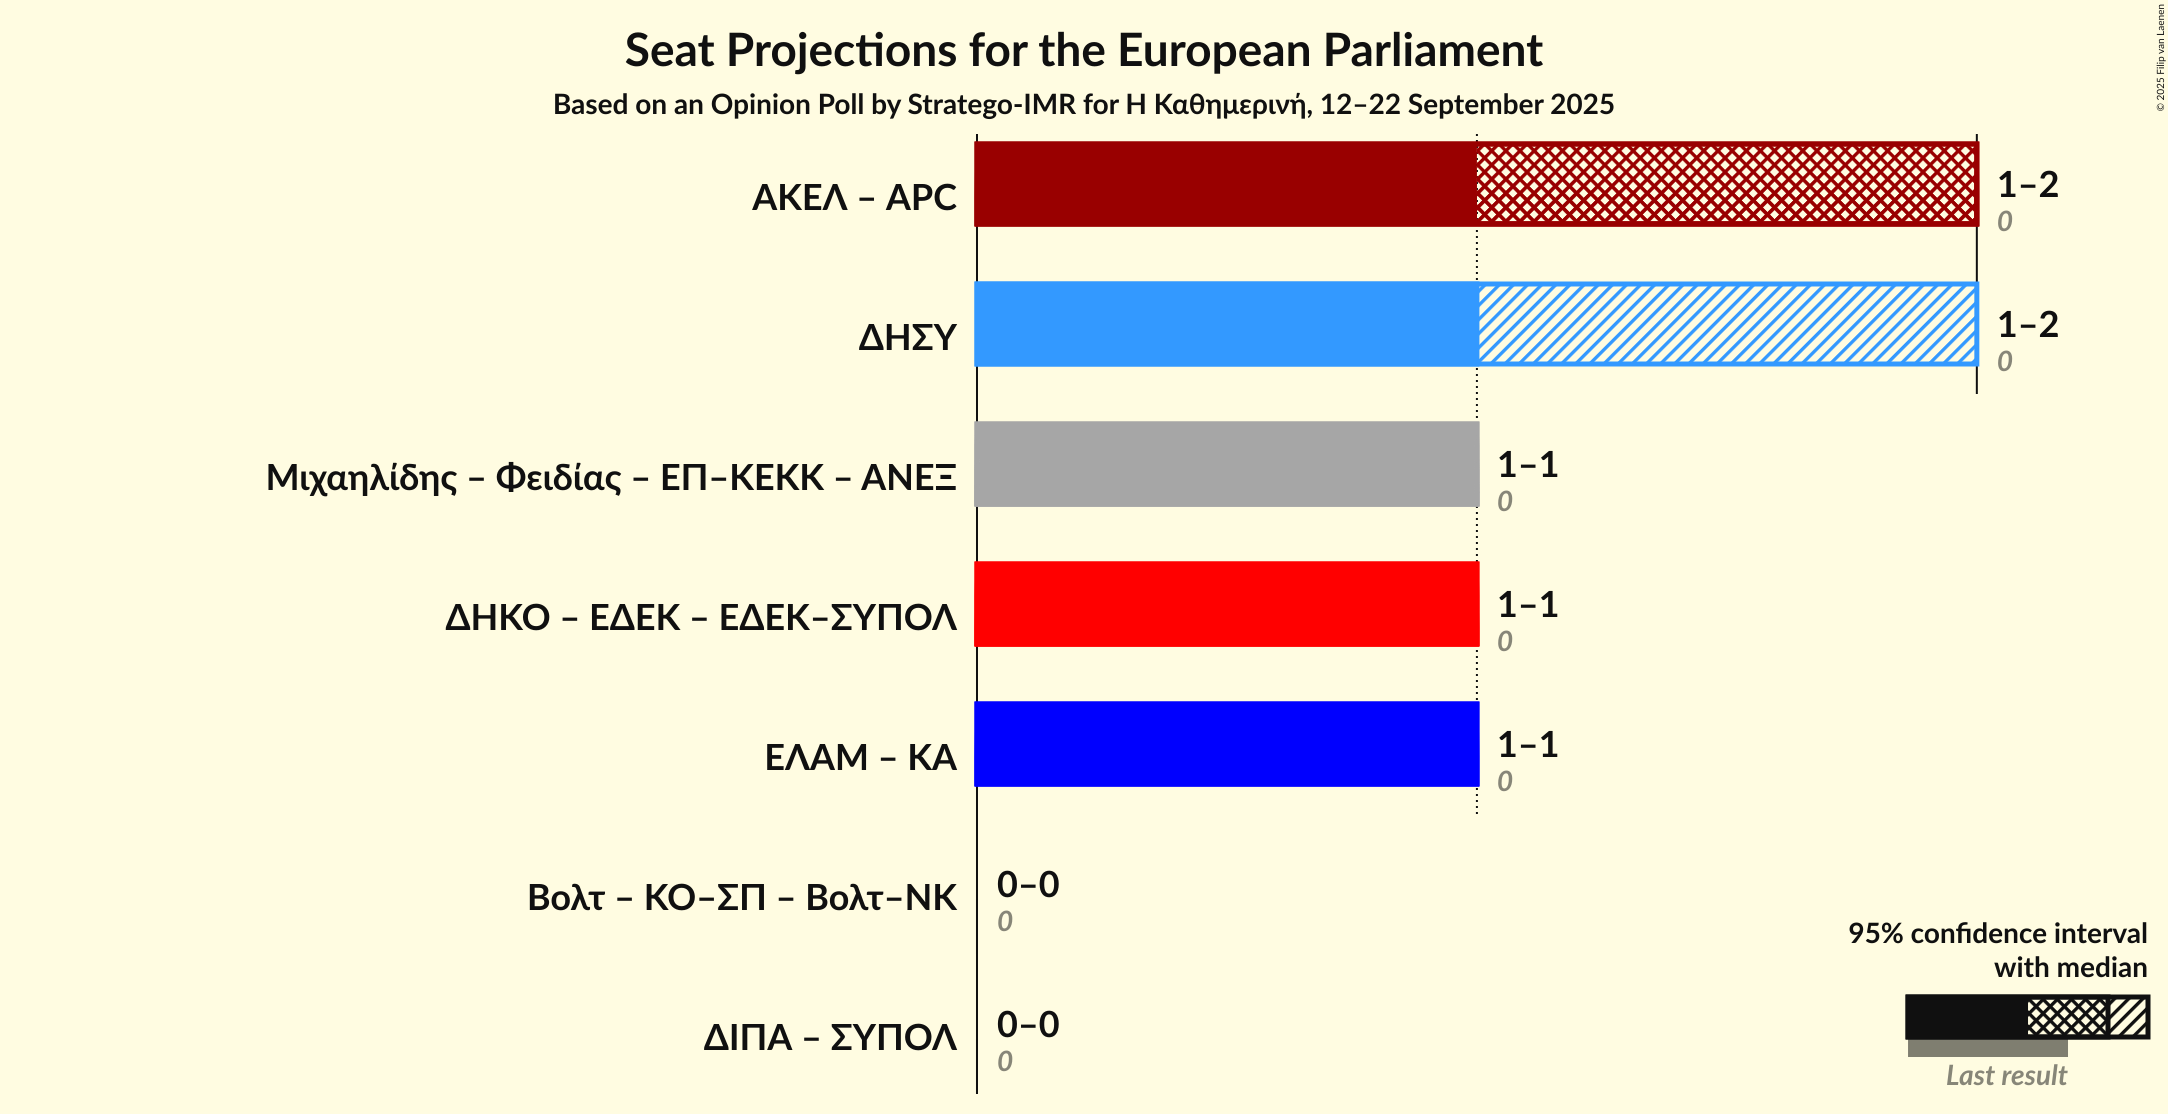 Seat Projections for the European Parliament
Based on an Opinion Poll by Stratego-IMR for Η Καθημερινή, 12–22 September 2025
© 2025 Filip van Laenen
ΑΚΕΛ – APC
1–2
0
ΔΗΣΥ
1–2
0
Μιχαηλίδης – Φειδίας – ΕΠ–ΚΕΚΚ – ΑΝΕΞ
1–1
0
ΔΗΚΟ – ΕΔΕΚ – ΕΔΕΚ–ΣΥΠΟΛ
1–1
0
ΕΛΑΜ – ΚΑ
1–1
0
Βολτ – ΚΟ–ΣΠ – Βολτ–ΝΚ
0–0
0
ΔΙΠΑ – ΣΥΠΟΛ
0–0
0
95% confidence interval
with median
Last result